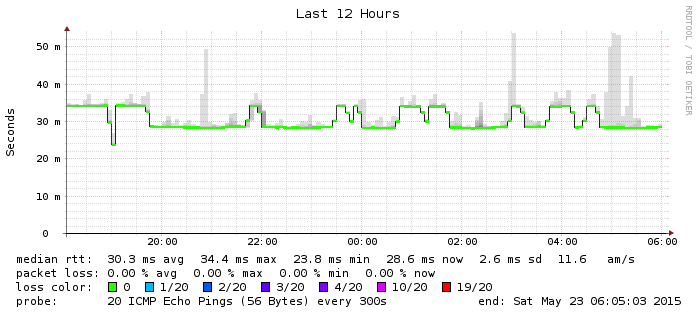 Last 12 Hours
RRDTOOL / TOBI OETIKER
Seconds
50 m
40 m
30 m
20 m
10 m
0
20:00 22:00 00:00 02:00 04:00 06:00
median rtt: 30.3 ms avg 34.4 ms max 23.8 ms min 28.6 ms now 2.6 ms sd 11.6 am/s
packet loss: 0.00 % avg 0.00 % max 0.00 % min 0.00 % now
loss color: 0 1/20 2/20 3/20 4/20 10/20 19/20
probe: 20 ICMP Echo Pings (56 Bytes) every 300s end: Sat May 23 06:05:03 2015